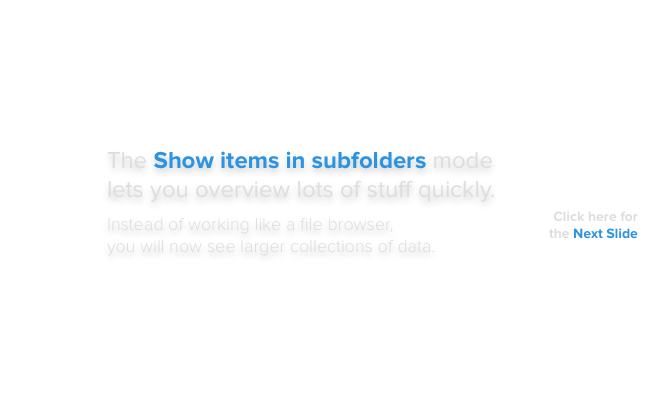 The Show items in subfolders mode
lets you overview lots of stuff quickly.
Instead of working like a file browser,
you will now see larger collections of data.
Click here for
the Next Slide